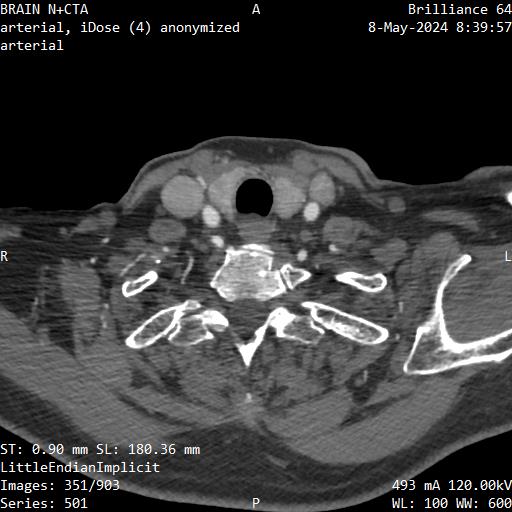 BRAIN N+CTA
arterial, iDose (4) anonymized
arterial
A
Brilliance 64
8-May-2024 8:39:57
R
L
ST: 0.90 mm SL: 180.36 mm
LittleEndianImplicit
Images: 351/903
Series: 501
P
493 mA 120.00kV
WL: 100 WW: 600